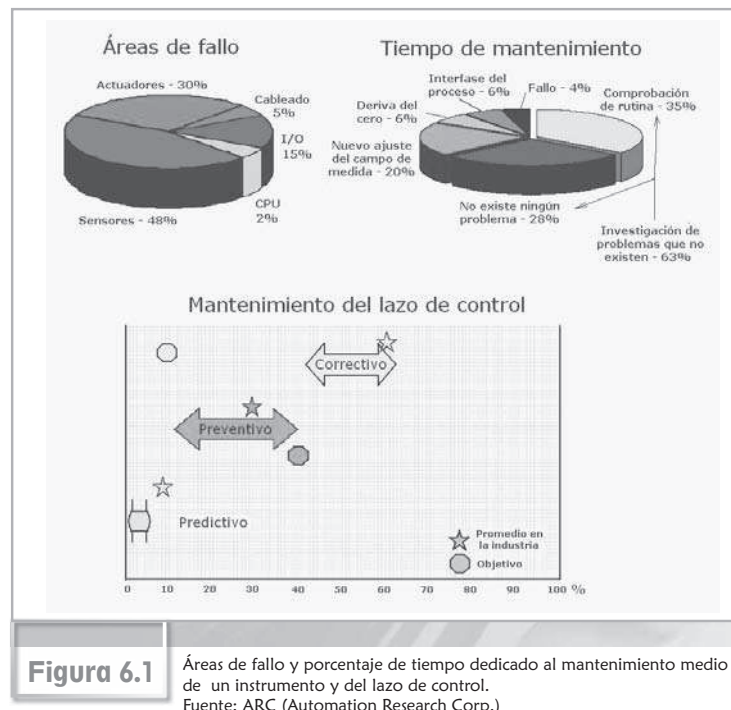 Áreas de fallo
Actuadores - 30%
Cableado
5%
I/O
15%
CPU
2%
Sensores - 48%
Tiempo de mantenimiento
Interfase del
proceso - 6%
Fallo - 4%
Comprobación
de rutina - 35%
Deriva del
cero - 6%
Nuevo ajuste
del campo de
medida - 20%
No existe ningún
problema - 28%
Investigación de
problemas que no
existen - 63%
Mantenimiento del lazo de control
Correctivo
Preventivo
Predictivo
Promedio en
la industria
Objetivo
0 10 20 30 40 50 60 70 80 90 100 %
Figura 6.1
Áreas de fallo y porcentaje de tiempo dedicado al mantenimiento medio
de un instrumento y del lazo de control.
Fuente: ARC (Automation Research Corp.)